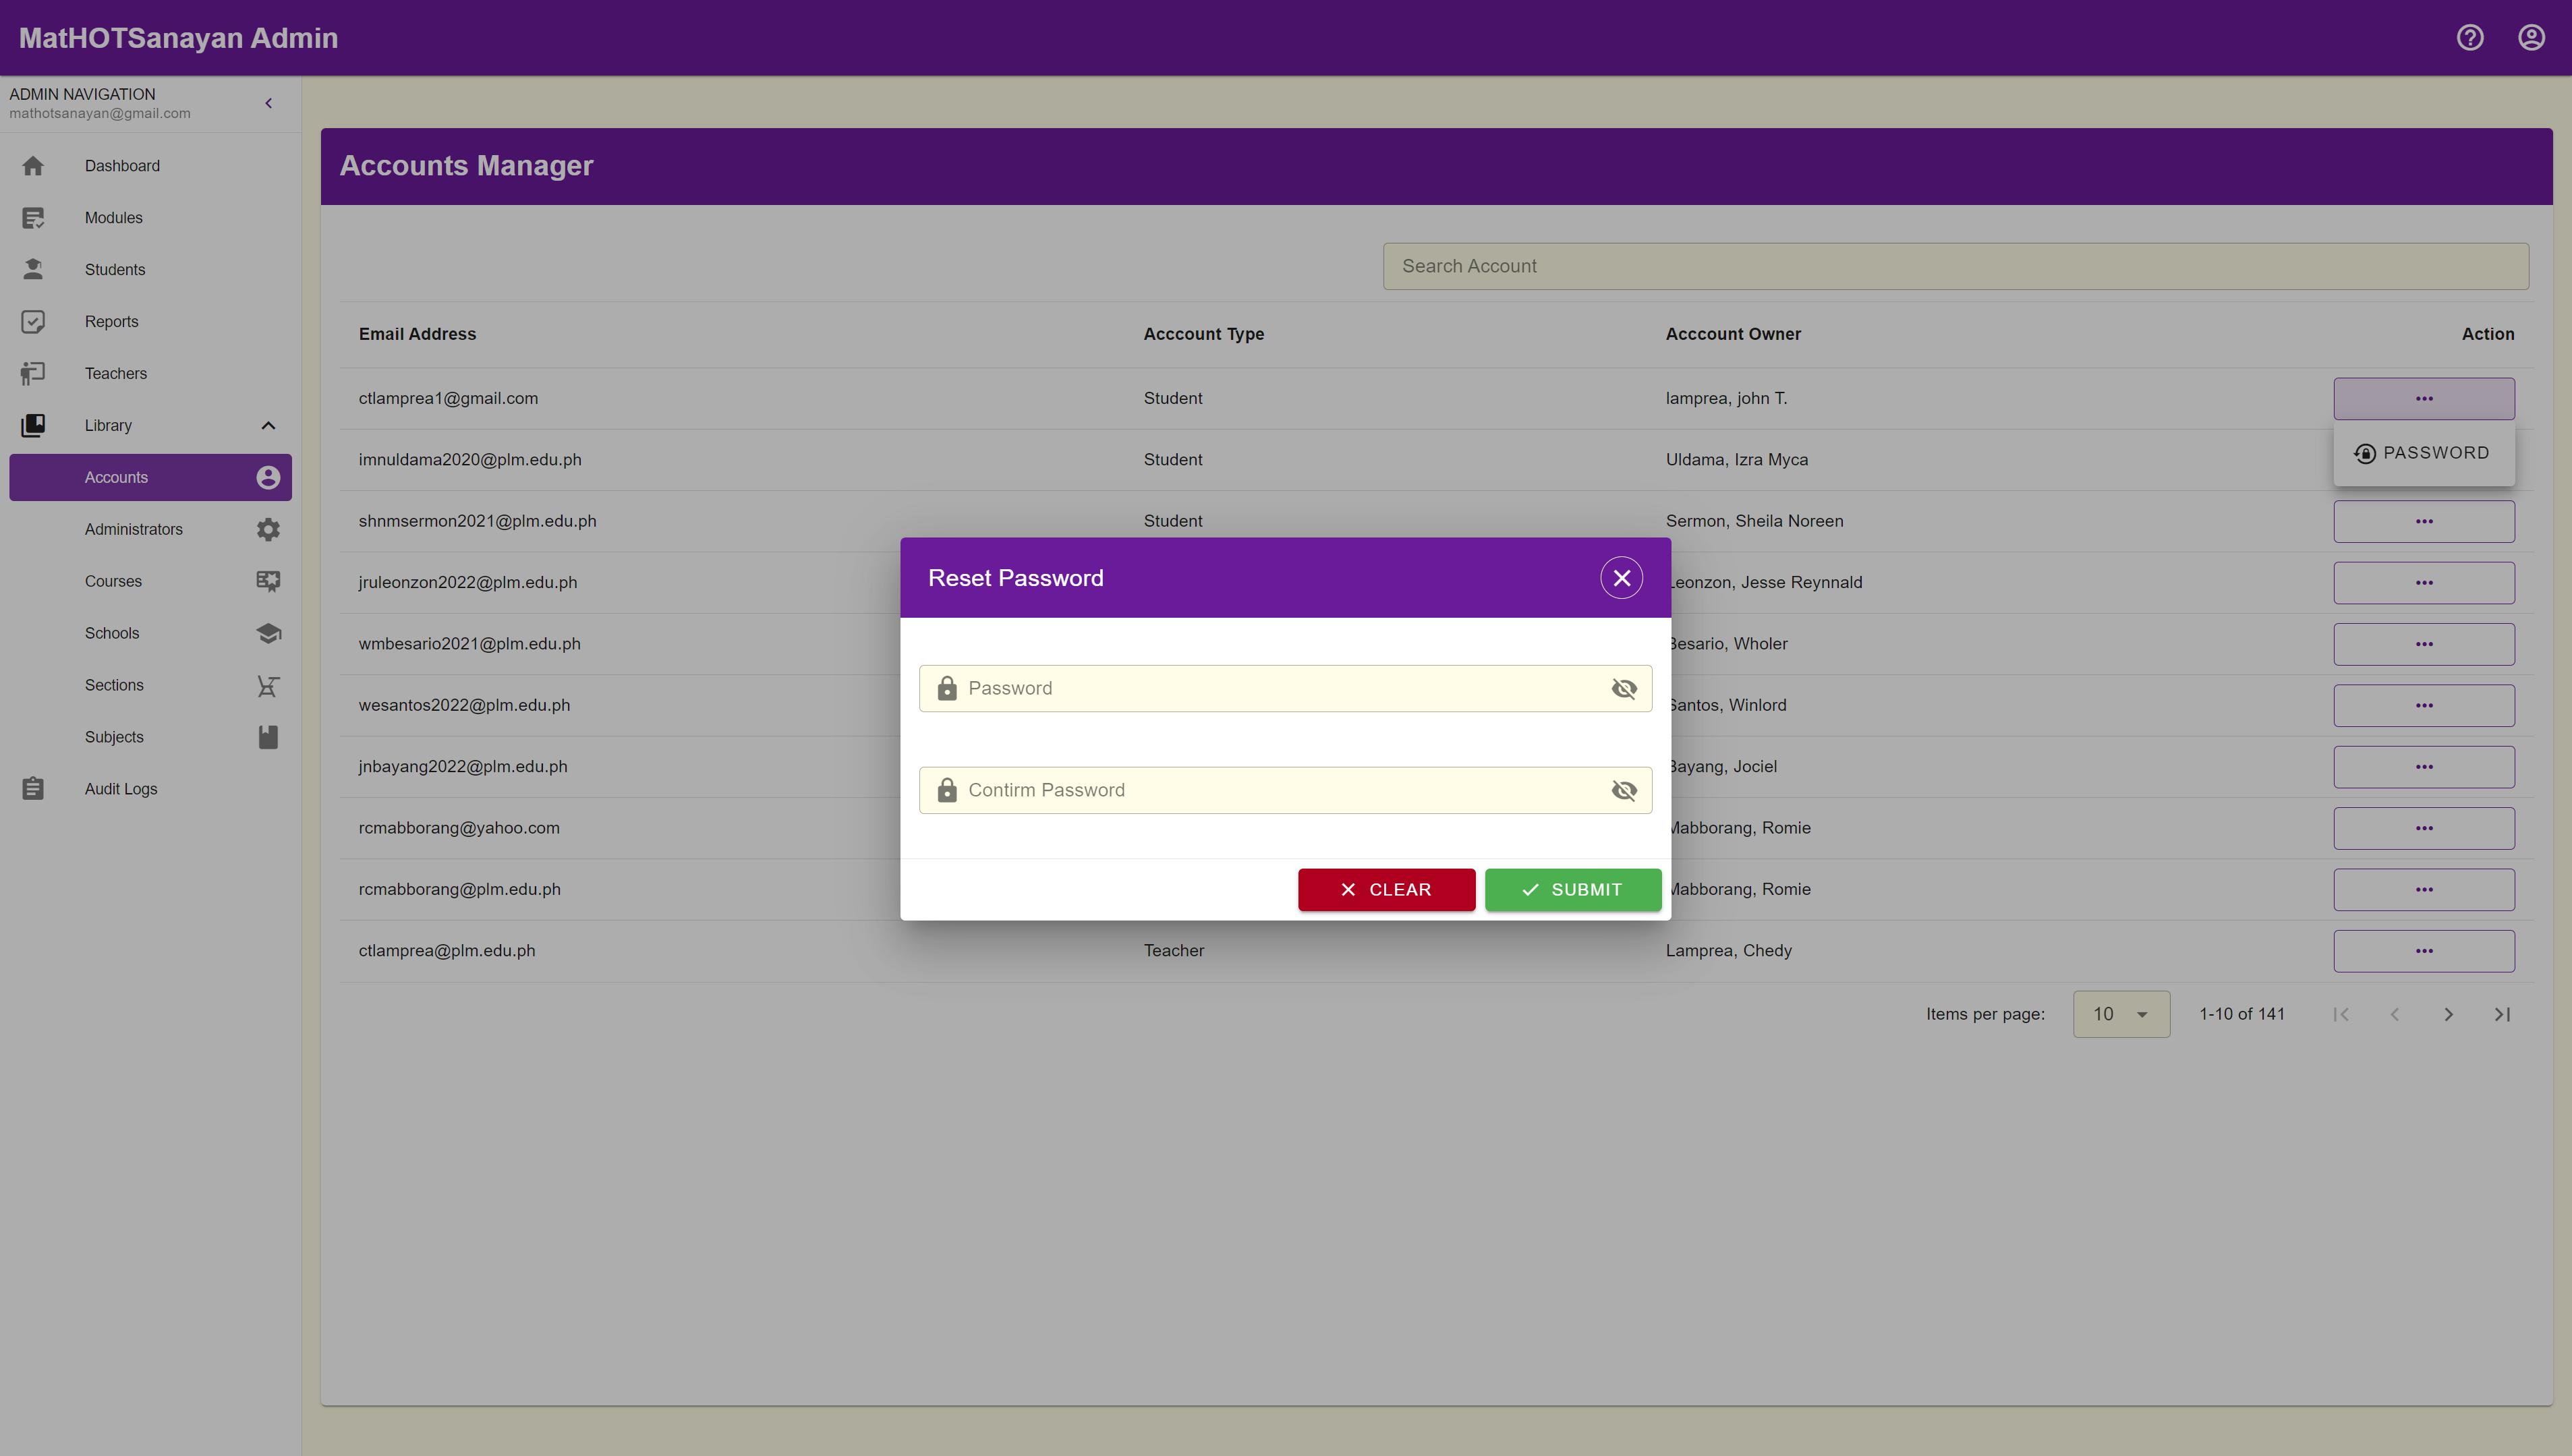 MatHOTSanayan Admin
ADMIN NAVIGATION
mathotsanayan@gmail.com
Dashboard
Modules
Students
Reports
Teachers
Library
Accounts
Administrators
Courses
Schools
Sections
Subjects
Audit Logs
Accounts Manager
Search Account
Email Address Acccount Type Acccount Owner Action
ctlamprea1@gmail.com Student lamprea, john T.
PASSWORD
imnuldama2020@plm.edu.ph Student Uldama, Izra Myca
shnmsermon2021@plm.edu.ph Student Sermon, Sheila Noreen
jruleonzon2022@plm.edu.ph Leonzon, Jesse Reynnald
wmbesario2021@plm.edu.ph Besario, Wholer
wesantos2022@plm.edu.ph Santos, Winlord
jnbayang2022@plm.edu.ph Bayang, Jociel
rcmabborang@yahoo.com Mabborang, Romie
rcmabborang@plm.edu.ph Mabborang, Romie
ctlamprea@plm.edu.ph Teacher Lamprea, Chedy
Items per page: 10 1-10 of 141
Reset Password
Password
Contirm Password
CLEAR SUBMIT